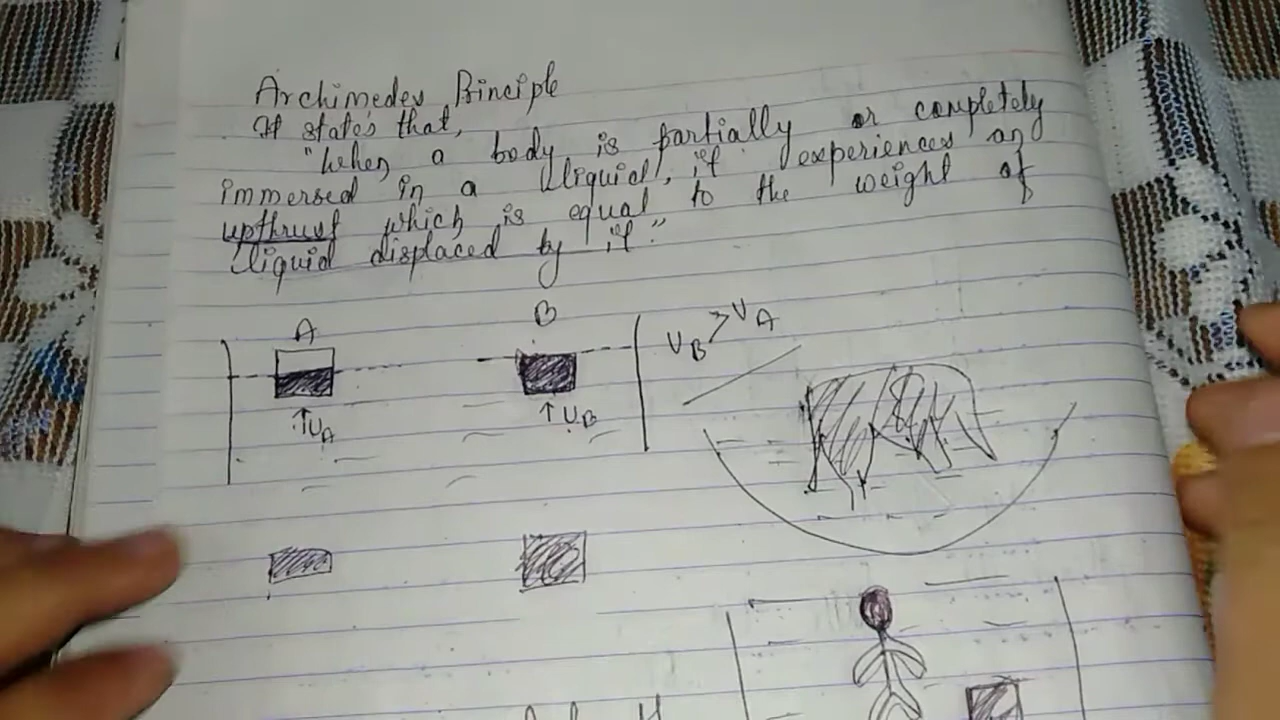 Archimedes Principle
It states that,
"When a body is partially or completely
immersed in a liquid, it experiences an
upthrust which is equal to the weight of
liquid displaced by it."
A
B
UB > UA
↑UA
↑UB